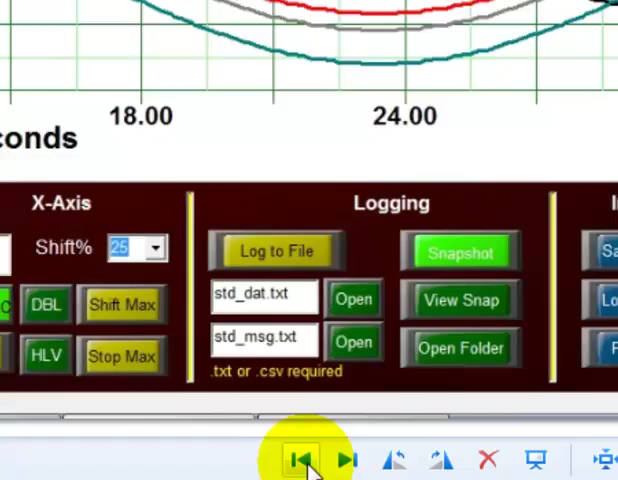 18.00 24.00
conds
X-Axis Logging
Shift% 25 Log to File Snapshot
std_dat.txt Open View Snap
DBL Shift Max
std_msg.txt Open Open Folder
HLV Stop Max
.txt or .csv required